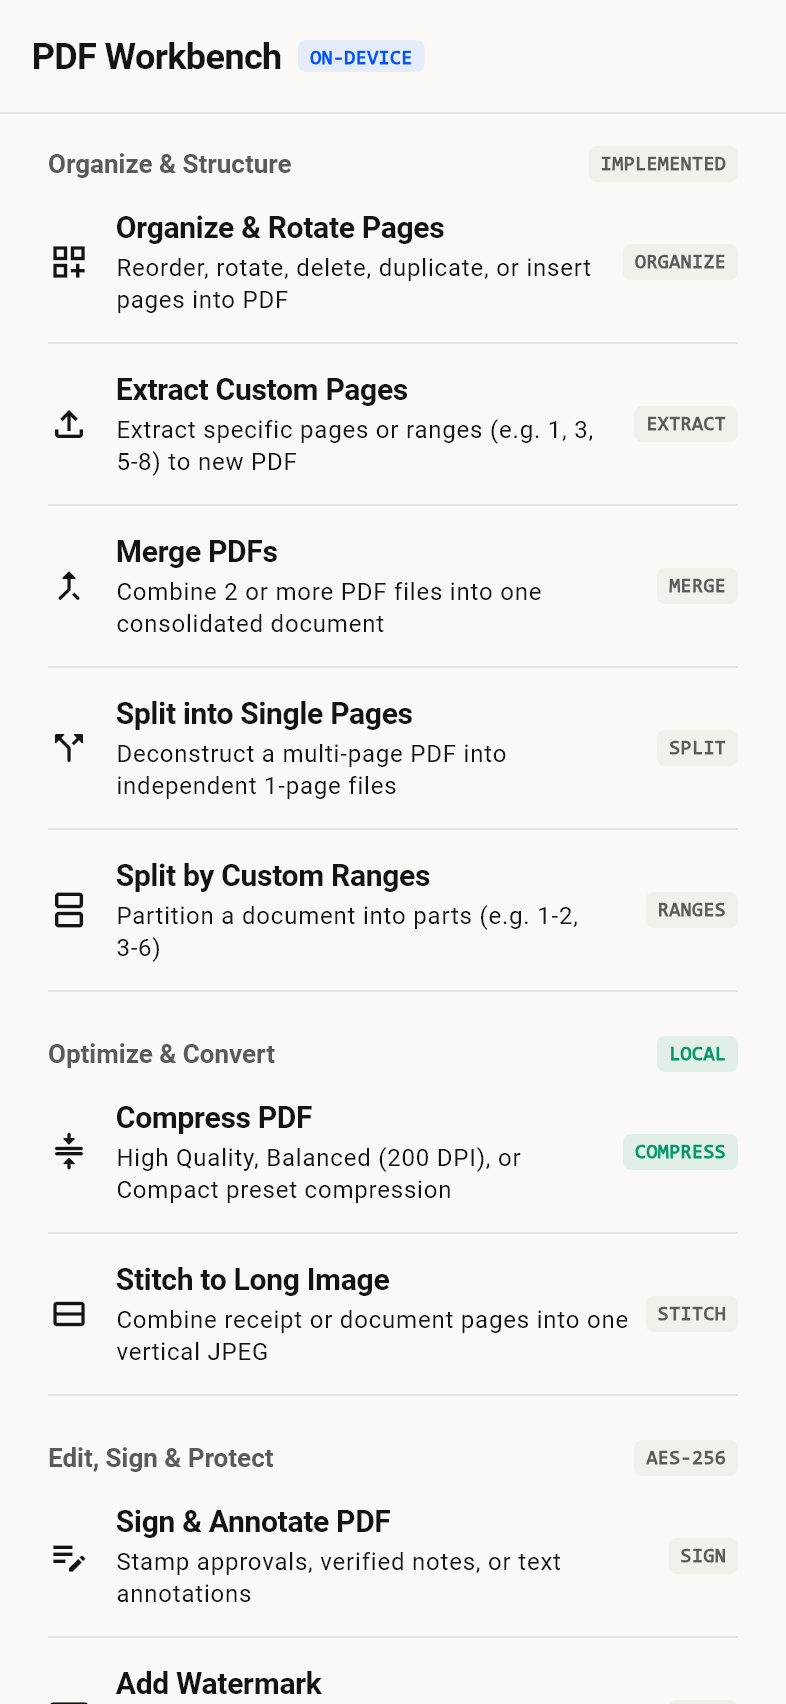 PDF Workbench ON-DEVICE
Organize & Structure IMPLEMENTED
Organize & Rotate Pages
Reorder, rotate, delete, duplicate, or insert
pages into PDF
ORGANIZE
Extract Custom Pages
Extract specific pages or ranges (e.g. 1, 3,
5-8) to new PDF
EXTRACT
Merge PDFs
Combine 2 or more PDF files into one
consolidated document
MERGE
Split into Single Pages
Deconstruct a multi-page PDF into
independent 1-page files
SPLIT
Split by Custom Ranges
Partition a document into parts (e.g. 1-2,
3-6)
RANGES
Optimize & Convert LOCAL
Compress PDF
High Quality, Balanced (200 DPI), or
Compact preset compression
COMPRESS
Stitch to Long Image
Combine receipt or document pages into one
vertical JPEG
STITCH
Edit, Sign & Protect AES-256
Sign & Annotate PDF
Stamp approvals, verified notes, or text
annotations
SIGN
Add Watermark